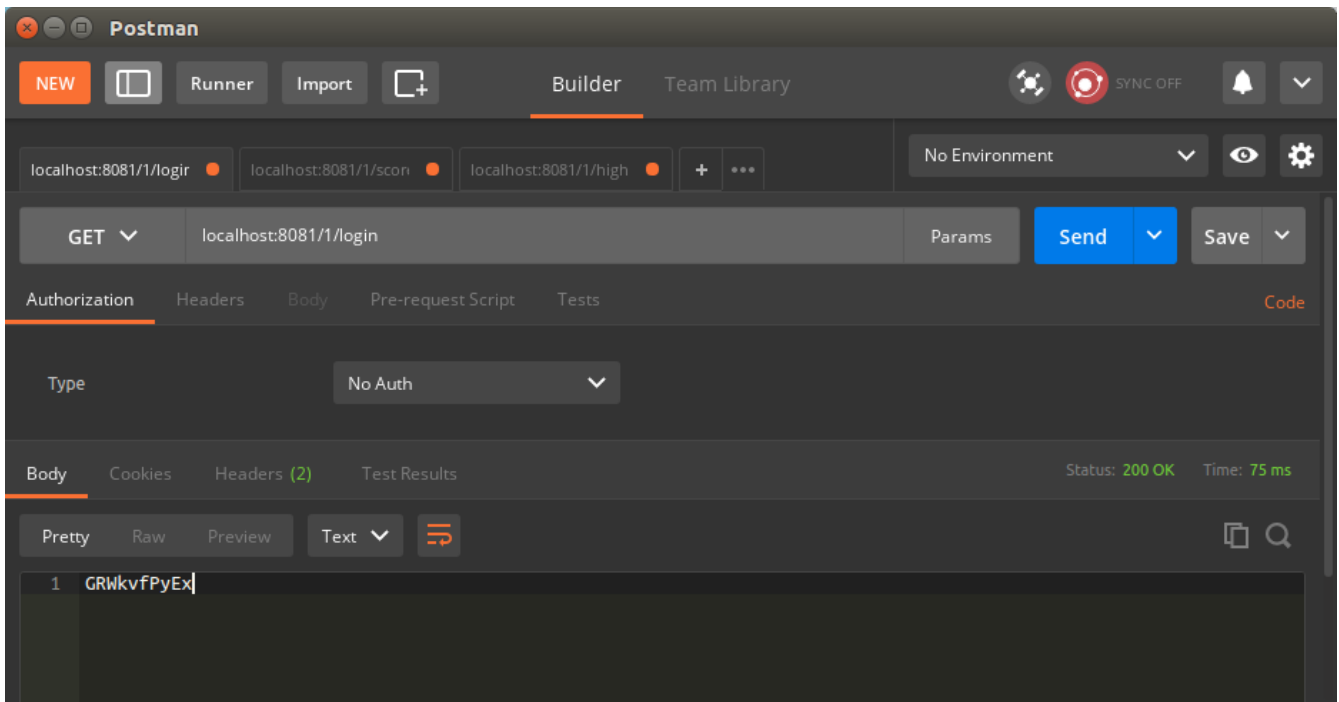 Postman
NEW Runner Import Builder Team Library SYNC OFF
localhost:8081/1/login localhost:8081/1/scor localhost:8081/1/high + ••• No Environment
GET localhost:8081/1/login Params Send Save
Authorization Headers Body Pre-request Script Tests Code
Type No Auth
Body Cookies Headers (2) Test Results Status: 200 OK Time: 75 ms
Pretty Raw Preview Text
1 GRWkvfPyEx